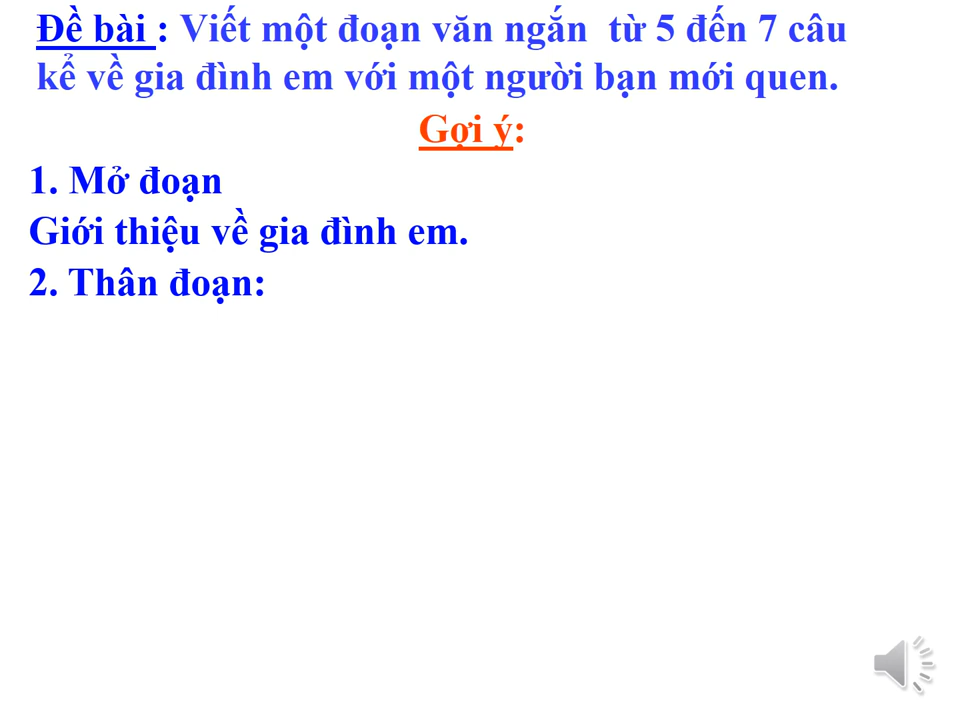 Đề bài : Viết một đoạn văn ngắn từ 5 đến 7 câu
kể về gia đình em với một người bạn mới quen.
Gợi ý:
1. Mở đoạn
Giới thiệu về gia đình em.
2. Thân đoạn: